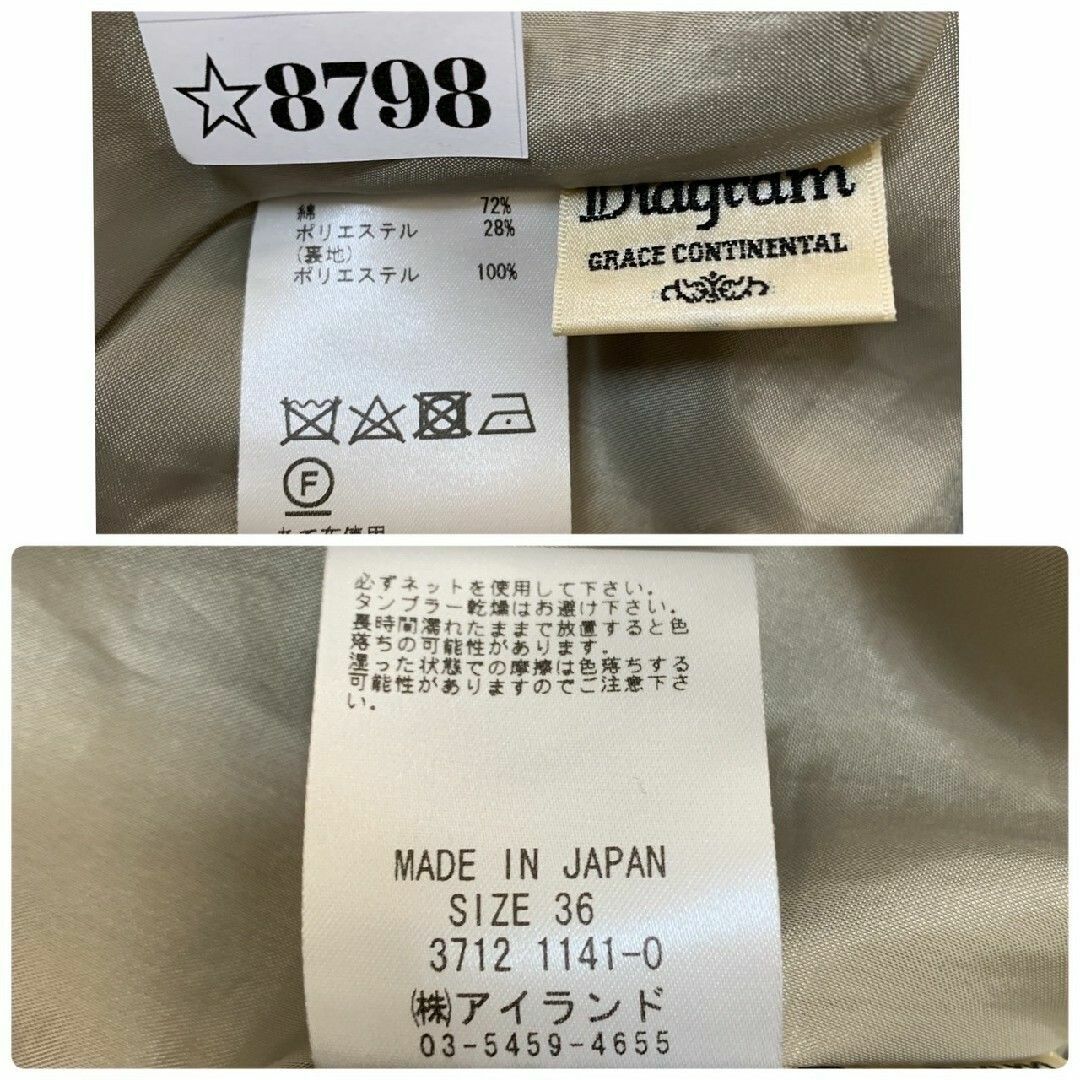 ☆8798
綿 72%
ポリエステル 28%
(裏地)
ポリエステル 100%
Diagram
GRACE CONTINENTAL
F
必ずネットを使用して下さい。
タンブラー乾燥はお避け下さい。
長時間濡れたままで放置すると色
落ちの可能性があります。
湿った状態での摩擦は色落ちする
可能性がありますのでご注意下さ
い。
MADE IN JAPAN
SIZE 36
3712 1141-0
㈱アイランド
03-5459-4655